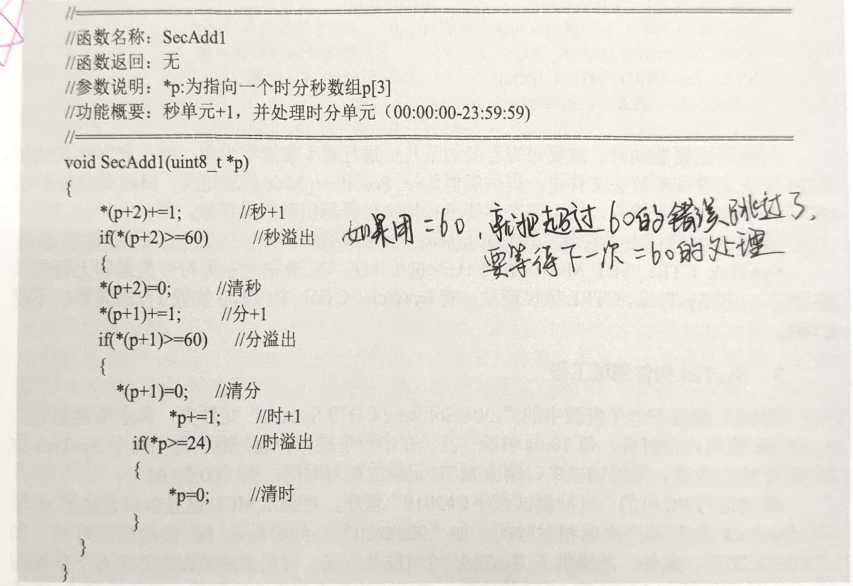 //
//函数名称：SecAdd1
//函数返回：无
//参数说明：*p:为指向一个时分秒数组p[3]
//功能概要：秒单元+1，并处理时分单元（00:00:00-23:59:59)
//
void SecAdd1(uint8_t *p)
{
*(p+2)+=1; //秒+1
if(*(p+2)>=60) //秒溢出 如果用=60，就把超过60的错误跳过了，
要等待下一次=60的处理
{
*(p+2)=0; //清秒
*(p+1)+=1; //分+1
if(*(p+1)>=60) //分溢出
{
*(p+1)=0; //清分
*p+=1; //时+1
if(*p>=24) //时溢出
{
*p=0; //清时
}
}
}